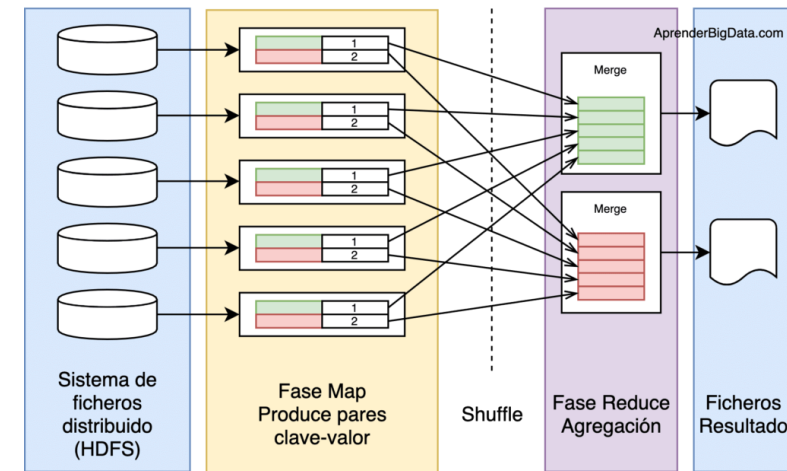 AprenderBigData.com
1
2
1
2
1
2
1
2
1
2
Merge
Merge
Sistema de
ficheros
distribuido
(HDFS)
Fase Map
Produce pares
clave-valor
Shuffle
Fase Reduce
Agregación
Ficheros
Resultado